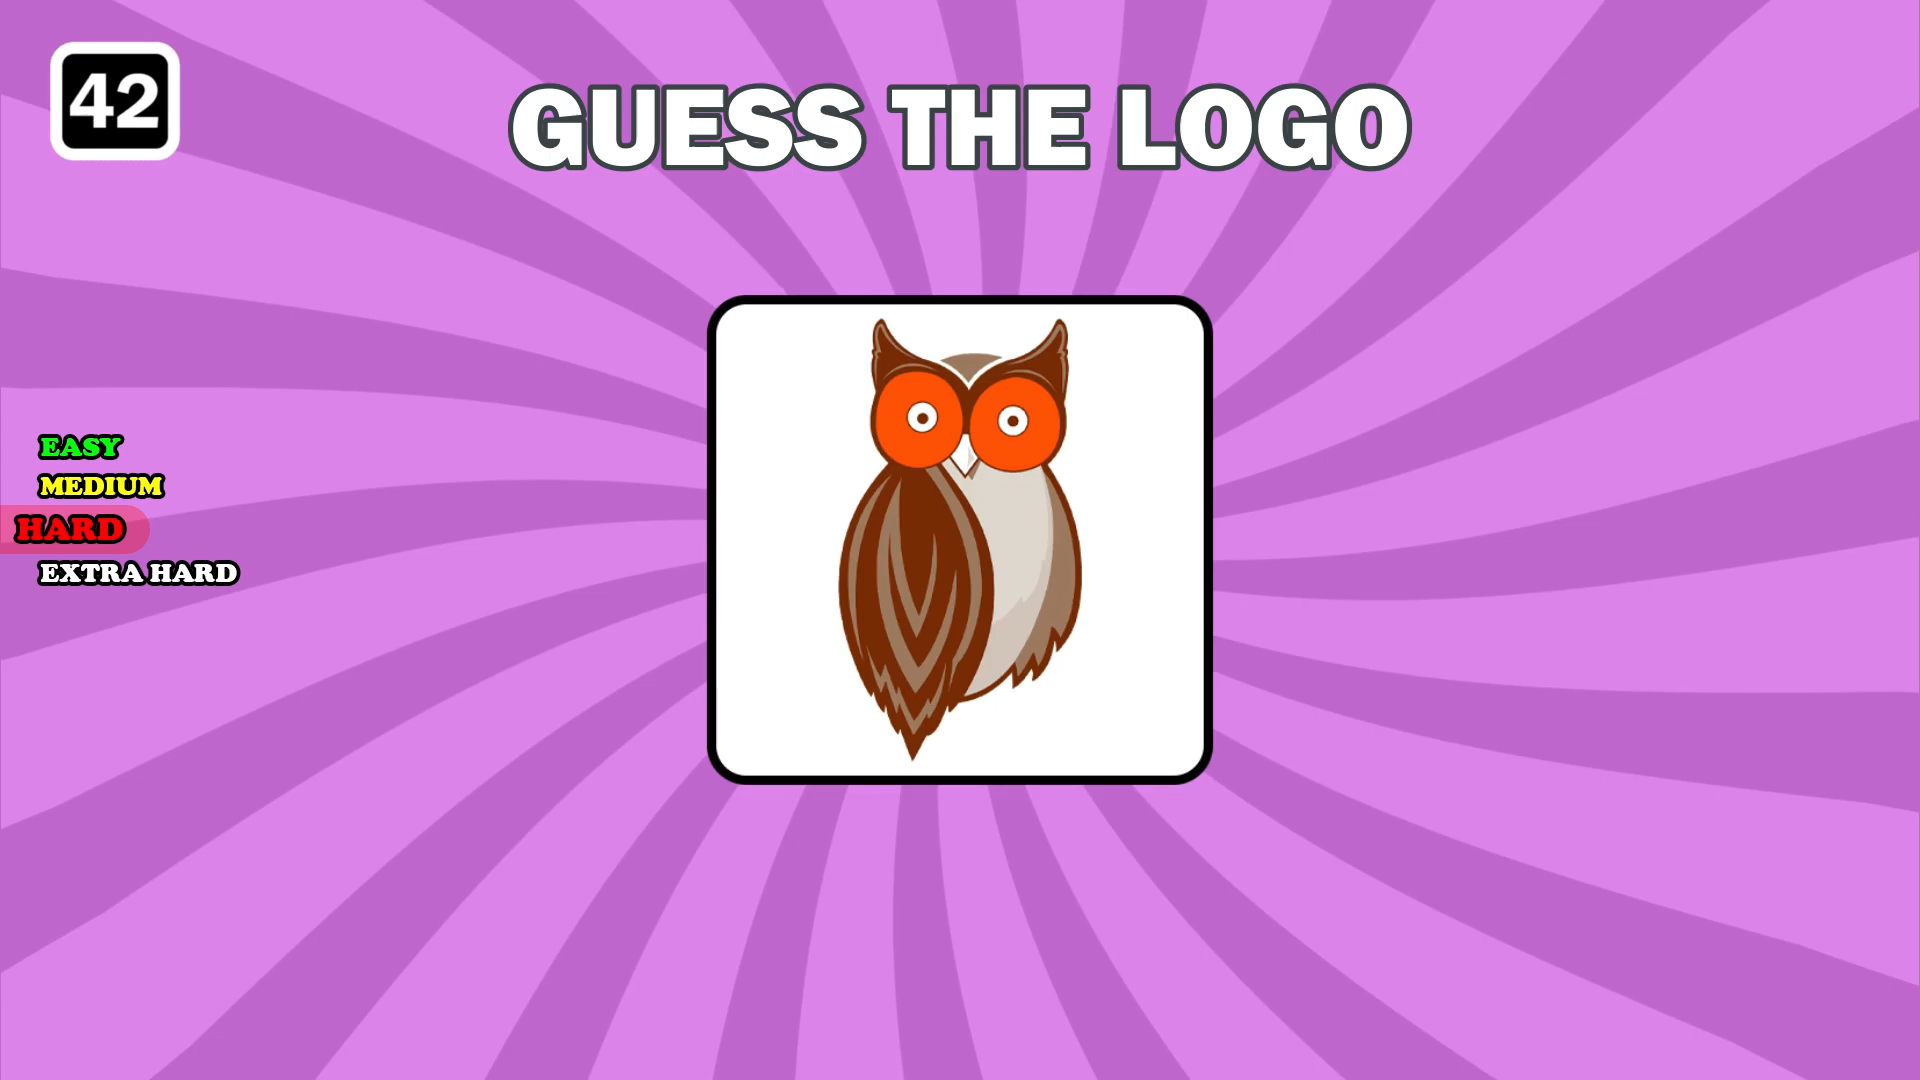 42
GUESS THE LOGO
EASY
MEDIUM
HARD
EXTRA HARD